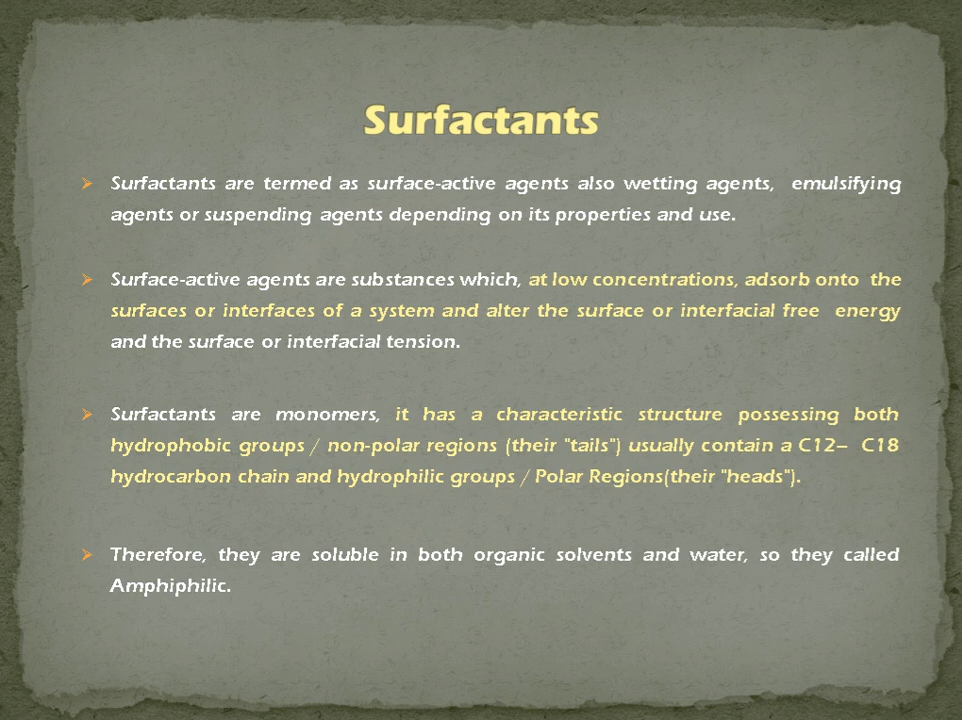 Surfactants
Surfactants are termed as surface-active agents also wetting agents, emulsifying
agents or suspending agents depending on its properties and use.
Surface-active agents are substances which, at low concentrations, adsorb onto the
surfaces or interfaces of a system and alter the surface or interfacial free energy
and the surface or interfacial tension.
Surfactants are monomers, it has a characteristic structure possessing both
hydrophobic groups / non-polar regions (their "tails") usually contain a C12– C18
hydrocarbon chain and hydrophilic groups / Polar Regions(their "heads").
Therefore, they are soluble in both organic solvents and water, so they called
Amphiphilic.